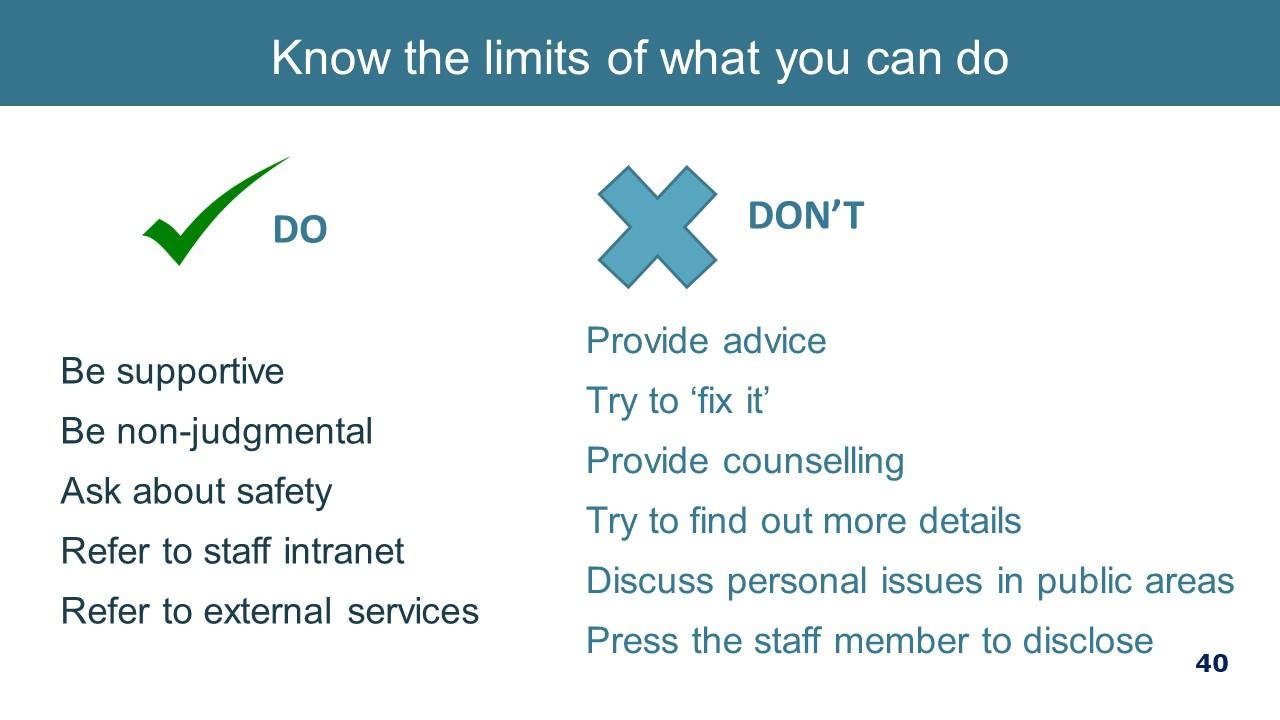 Know the limits of what you can do
DO
Be supportive
Be non-judgmental
Ask about safety
Refer to staff intranet
Refer to external services
DON’T
Provide advice
Try to ‘fix it’
Provide counselling
Try to find out more details
Discuss personal issues in public areas
Press the staff member to disclose
40